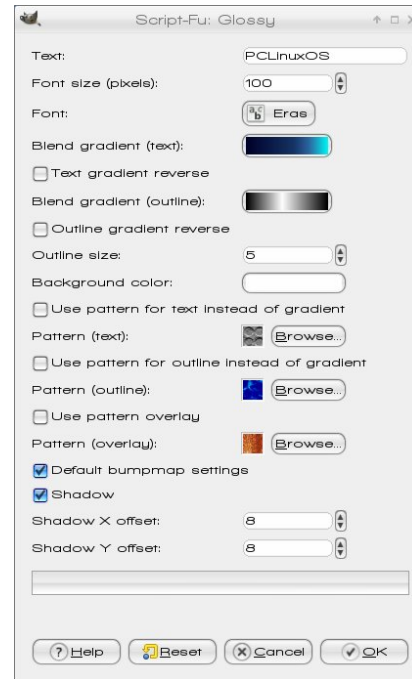 Script-Fu: Glossy
Text: PCLinuxOS
Font size (pixels): 100
Font: Eras
Blend gradient (text):
Text gradient reverse
Blend gradient (outline):
Outline gradient reverse
Outline size: 5
Background color:
Use pattern for text instead of gradient
Pattern (text): Browse...
Use pattern for outline instead of gradient
Pattern (outline): Browse...
Use pattern overlay
Pattern (overlay): Browse...
Default bumpmap settings
Shadow
Shadow X offset: 8
Shadow Y offset: 8
Help Reset Cancel OK